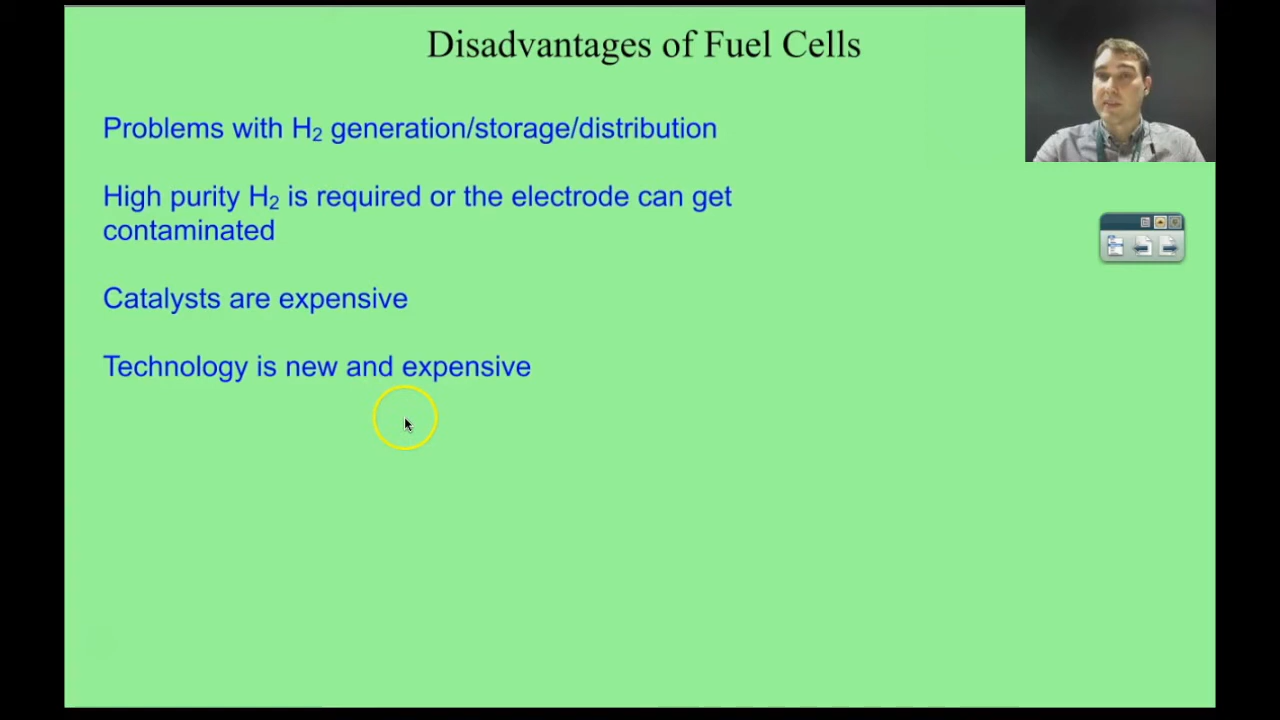 Disadvantages of Fuel Cells
Problems with H₂ generation/storage/distribution
High purity H₂ is required or the electrode can get
contaminated
Catalysts are expensive
Technology is new and expensive